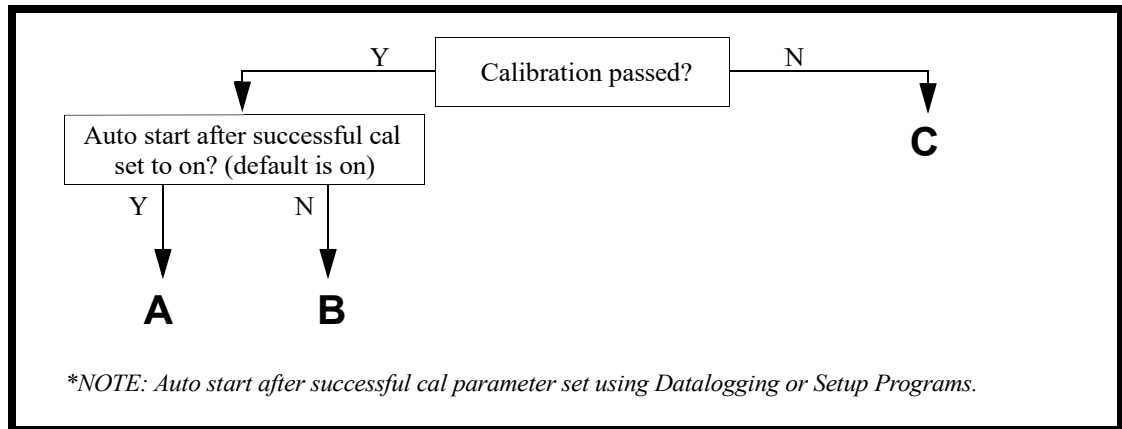 Y
Calibration passed?
N
Auto start after successful cal
set to on? (default is on)
C
Y
N
A
B
*NOTE: Auto start after successful cal parameter set using Datalogging or Setup Programs.